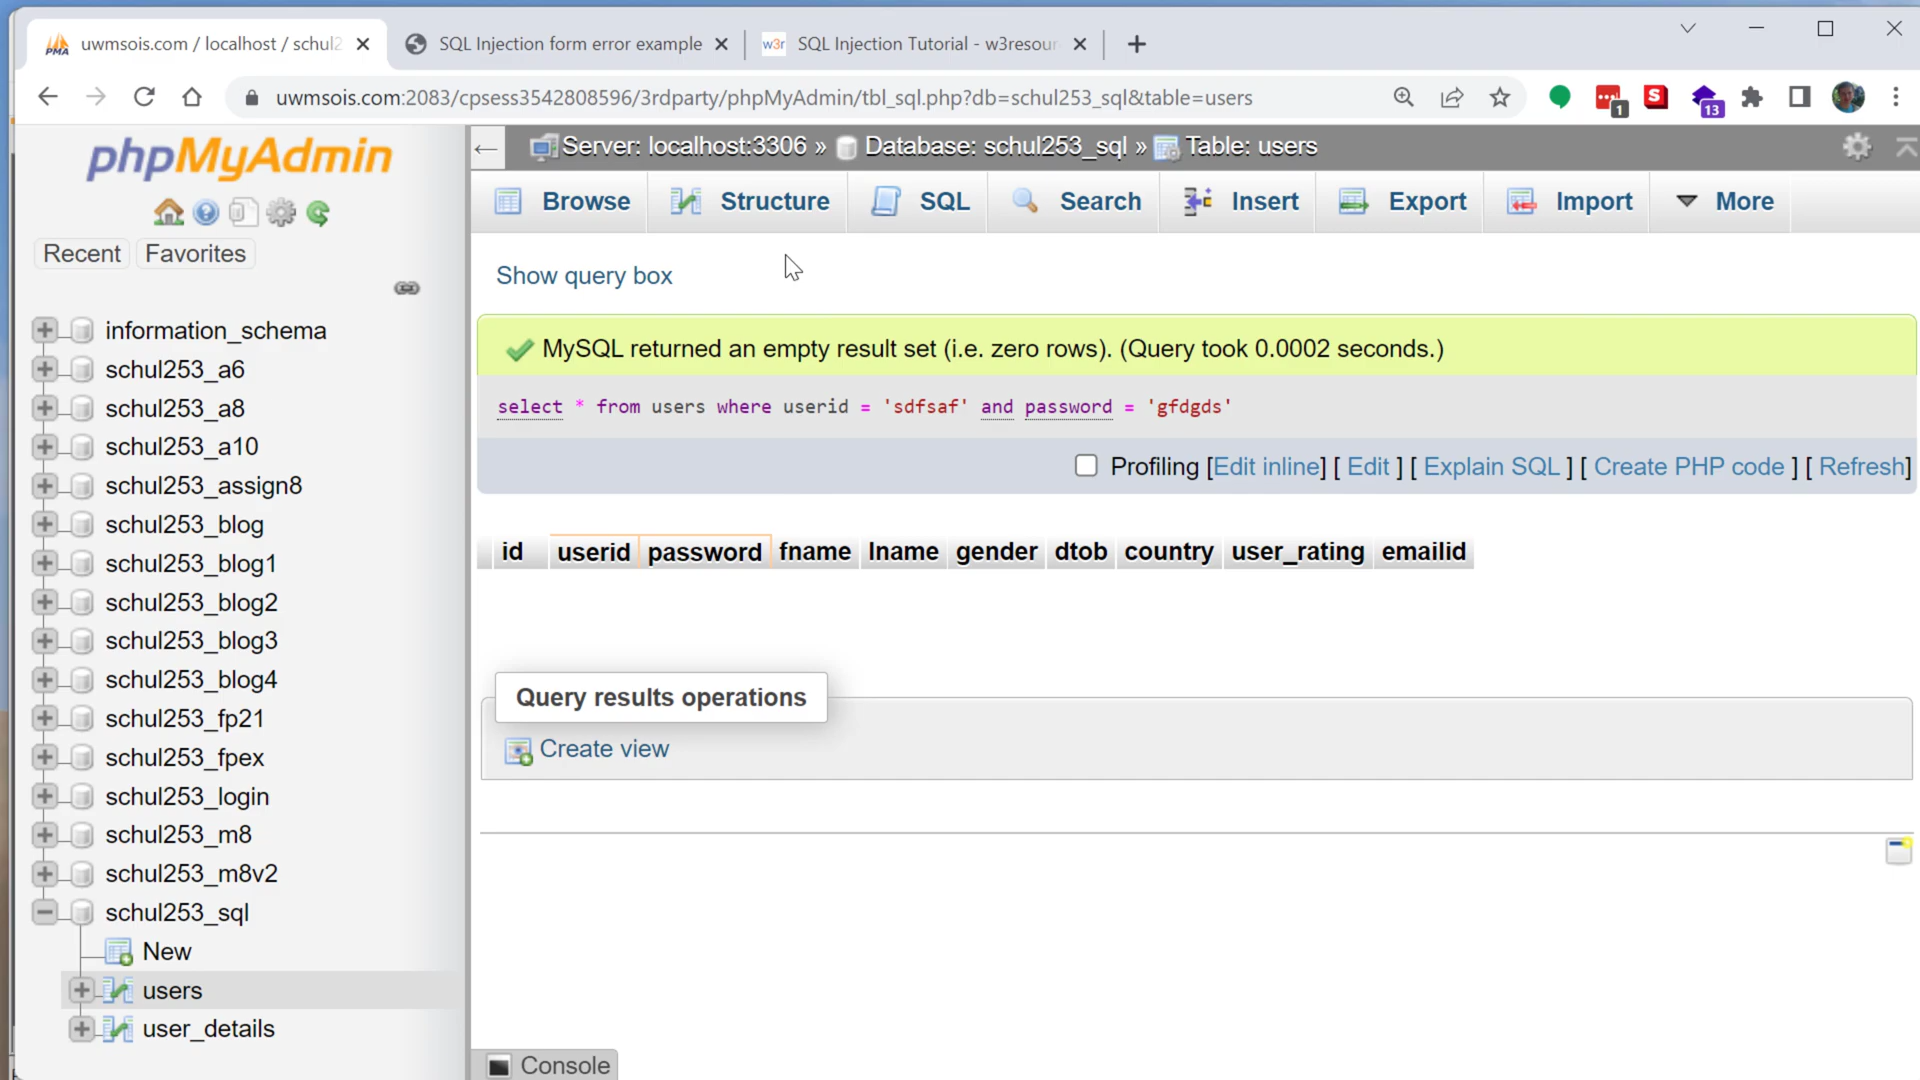 uwmsois.com / localhost / schul2
SQL Injection form error example
w3r SQL Injection Tutorial - w3resour
uwmsois.com:2083/cpsess3542808596/3rdparty/phpMyAdmin/tbl_sql.php?db=schul253_sql&table=users
1
S
13
phpMyAdmin
Recent
Favorites
information_schema
schul253_a6
schul253_a8
schul253_a10
schul253_assign8
schul253_blog
schul253_blog1
schul253_blog2
schul253_blog3
schul253_blog4
schul253_fp21
schul253_fpex
schul253_login
schul253_m8
schul253_m8v2
schul253_sql
New
users
user_details
Server: localhost:3306 » Database: schul253_sql » Table: users
Browse Structure SQL Search Insert Export Import More
Show query box
MySQL returned an empty result set (i.e. zero rows). (Query took 0.0002 seconds.)
select * from users where userid = 'sdfsaf' and password = 'gfdgds'
Profiling [Edit inline] [ Edit ] [ Explain SQL ] [ Create PHP code ] [ Refresh]
id userid password fname lname gender dtob country user_rating emailid
Query results operations
Create view
Console